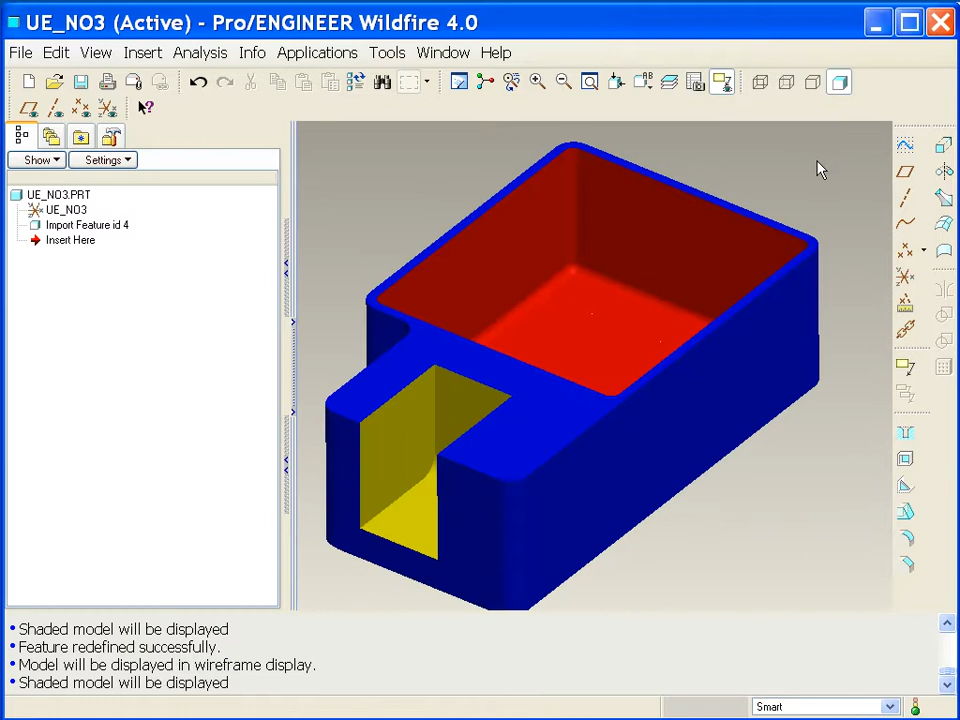 UE_NO3 (Active) - Pro/ENGINEER Wildfire 4.0
File Edit View Insert Analysis Info Applications Tools Window Help
Show Settings
UE_NO3.PRT
UE_NO3
Import Feature id 4
Insert Here
• Shaded model will be displayed
• Feature redefined successfully.
• Model will be displayed in wireframe display.
• Shaded model will be displayed
Smart